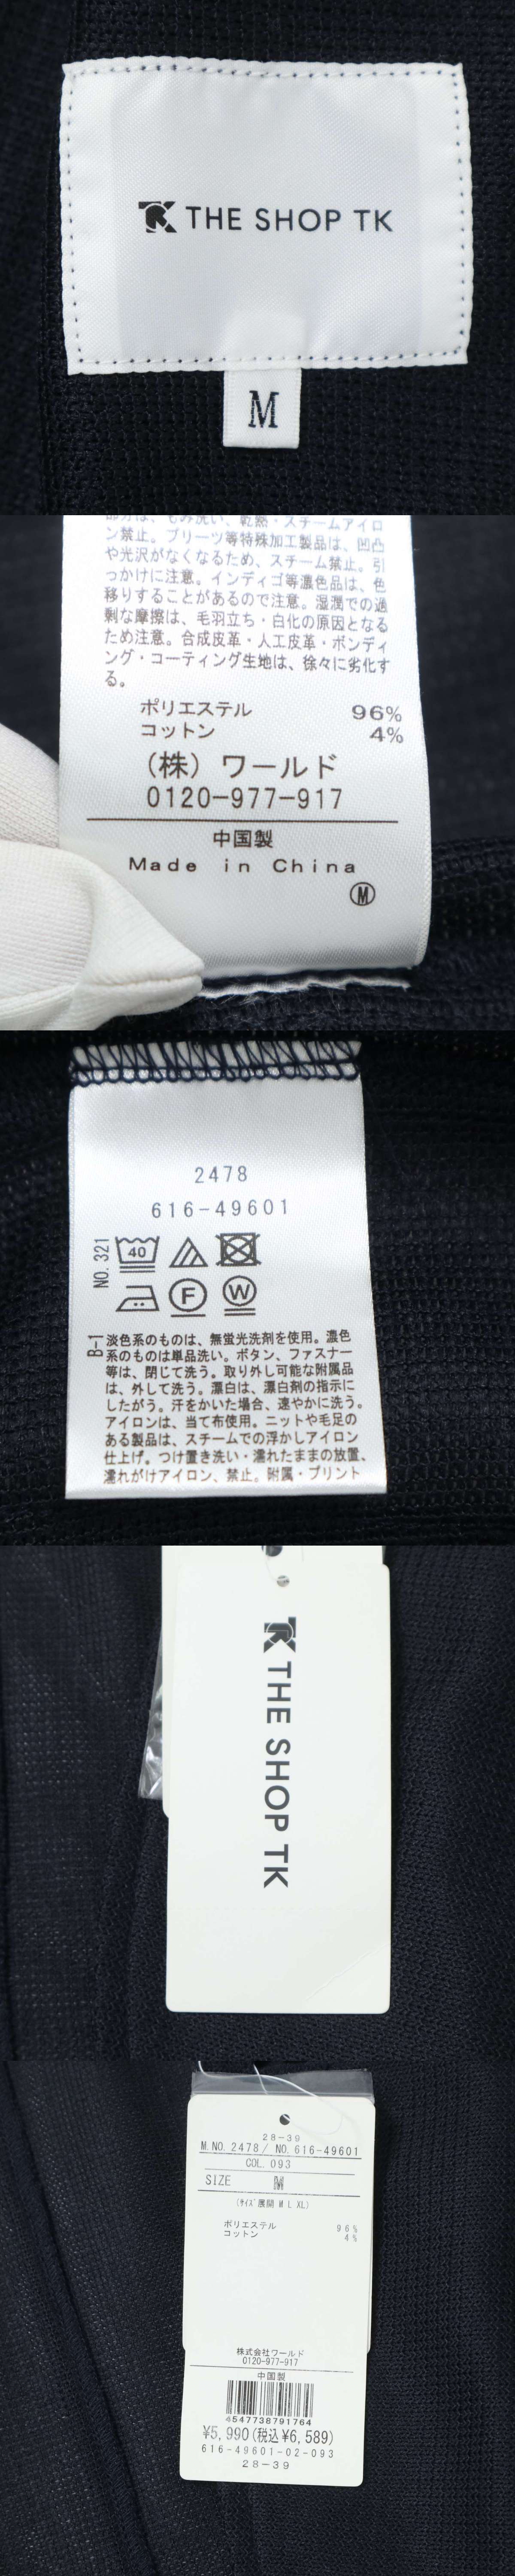 THE SHOP TK
M
部分は、もみ洗い、乾熱・スチームアイロ
ン禁止。プリーツ等特殊加工製品は、凹凸
や光沢がなくなるため、スチーム禁止。引
っかけに注意。インディゴ等濃色品は、色
移りすることがあるので注意。湿潤での過
剰な摩擦は、毛羽立ち・白化の原因となる
ため注意。合成皮革・人工皮革・ボンディ
ング・コーティング生地は、徐々に劣化す
る。
ポリエステル 96%
コットン 4%
(株)ワールド
0120-977-917
中国製
Made in China
M
2478
616-49601
NO.321
40
F W
B-1
淡色系のものは、無蛍光洗剤を使用。濃色
系のものは単品洗い。ボタン、ファスナー
等は、閉じて洗う。取り外し可能な附属品
は、外して洗う。漂白は、漂白剤の指示に
したがう。汗をかいた場合、速やかに洗う。
アイロンは、当て布使用。ニットや毛足の
ある製品は、スチームでの浮かしアイロン
仕上げ。つけ置き洗い・濡れたままの放置、
濡れがけアイロン、禁止。附属・プリント
THE SHOP TK
28-39
M.NO.2478/ NO.616-49601
COL.093
SIZE M
(ｻｲｽﾞ展開 M L XL)
ポリエステル 96%
コットン 4%
株式会社ワールド
0120-977-917
中国製
4547738791764
¥5,990(税込¥6,589)
616-49601-02-093
28-39